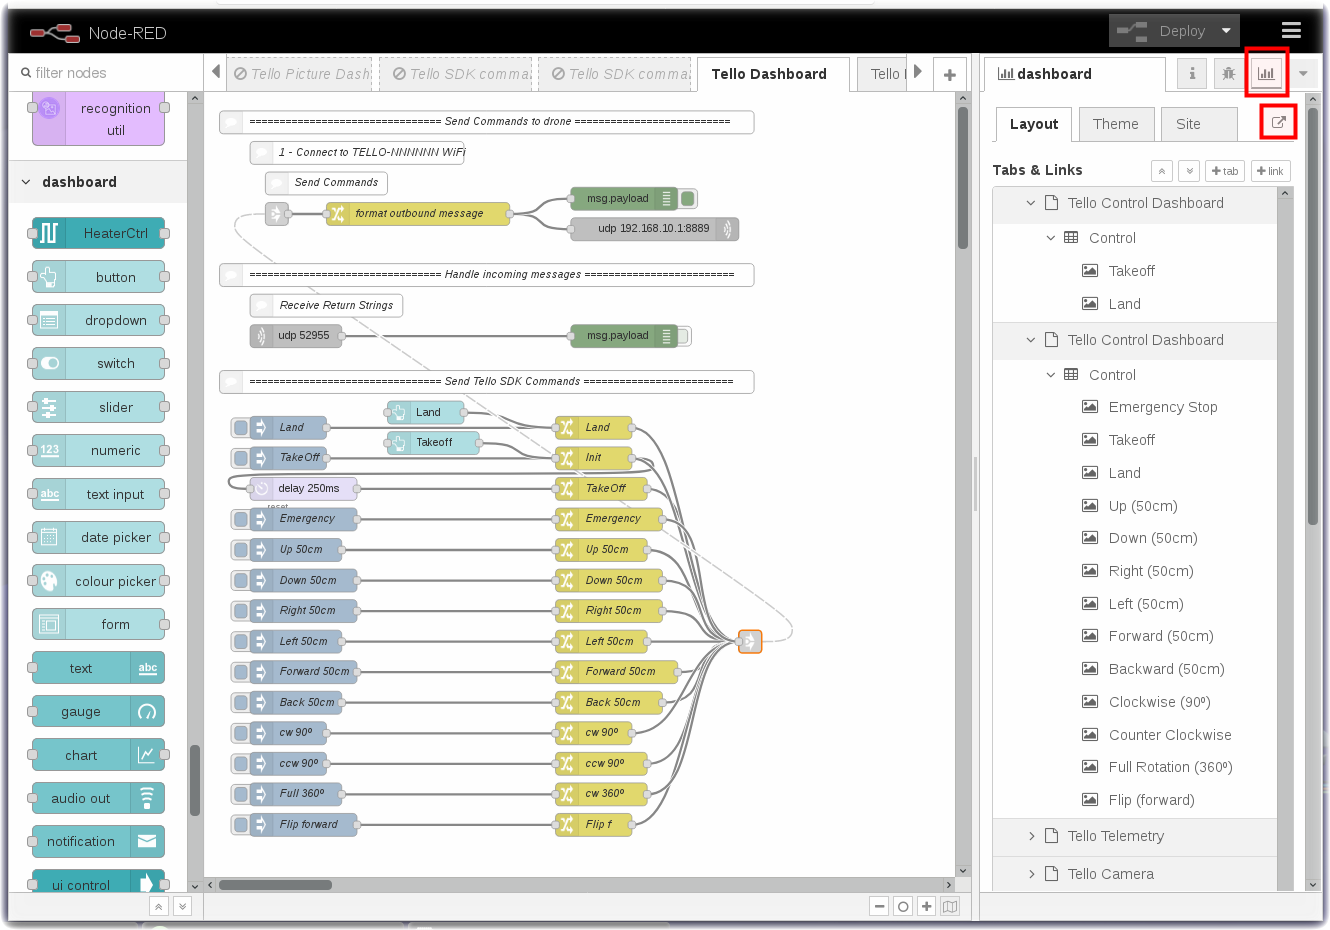 Node-RED
Deploy
filter nodes
Tello Picture Dash
Tello SDK comma
Tello SDK comma
Tello Dashboard
Tello
dashboard
i
recognition
util
dashboard
HeaterCtrl
button
dropdown
switch
slider
123 numeric
abc text input
date picker
colour picker
form
text abc
gauge
chart
audio out
notification
ui control
================================ Send Commands to drone ==========================
1 - Connect to TELLO-NNNNNN WiFi
Send Commands
format outbound message
msg.payload
udp 192.168.10.1:8889
================================ Handle incoming messages =========================
Receive Return Strings
udp 52955
msg.payload
================================ Send Tello SDK Commands =========================
Land
Land
Land
Takeoff
TakeOff
Init
delay 250ms
TakeOff
reset
Emergency
Emergency
Up 50cm
Up 50cm
Down 50cm
Down 50cm
Right 50cm
Right 50cm
Left 50cm
Left 50cm
Forward 50cm
Forward 50cm
Back 50cm
Back 50cm
cw 90º
cw 90º
ccw 90º
ccw 90º
Full 360º
cw 360º
Flip forward
Flip f
Layout
Theme
Site
Tabs & Links
+ tab
+ link
Tello Control Dashboard
Control
Takeoff
Land
Tello Control Dashboard
Control
Emergency Stop
Takeoff
Land
Up (50cm)
Down (50cm)
Right (50cm)
Left (50cm)
Forward (50cm)
Backward (50cm)
Clockwise (90º)
Counter Clockwise
Full Rotation (360º)
Flip (forward)
Tello Telemetry
Tello Camera